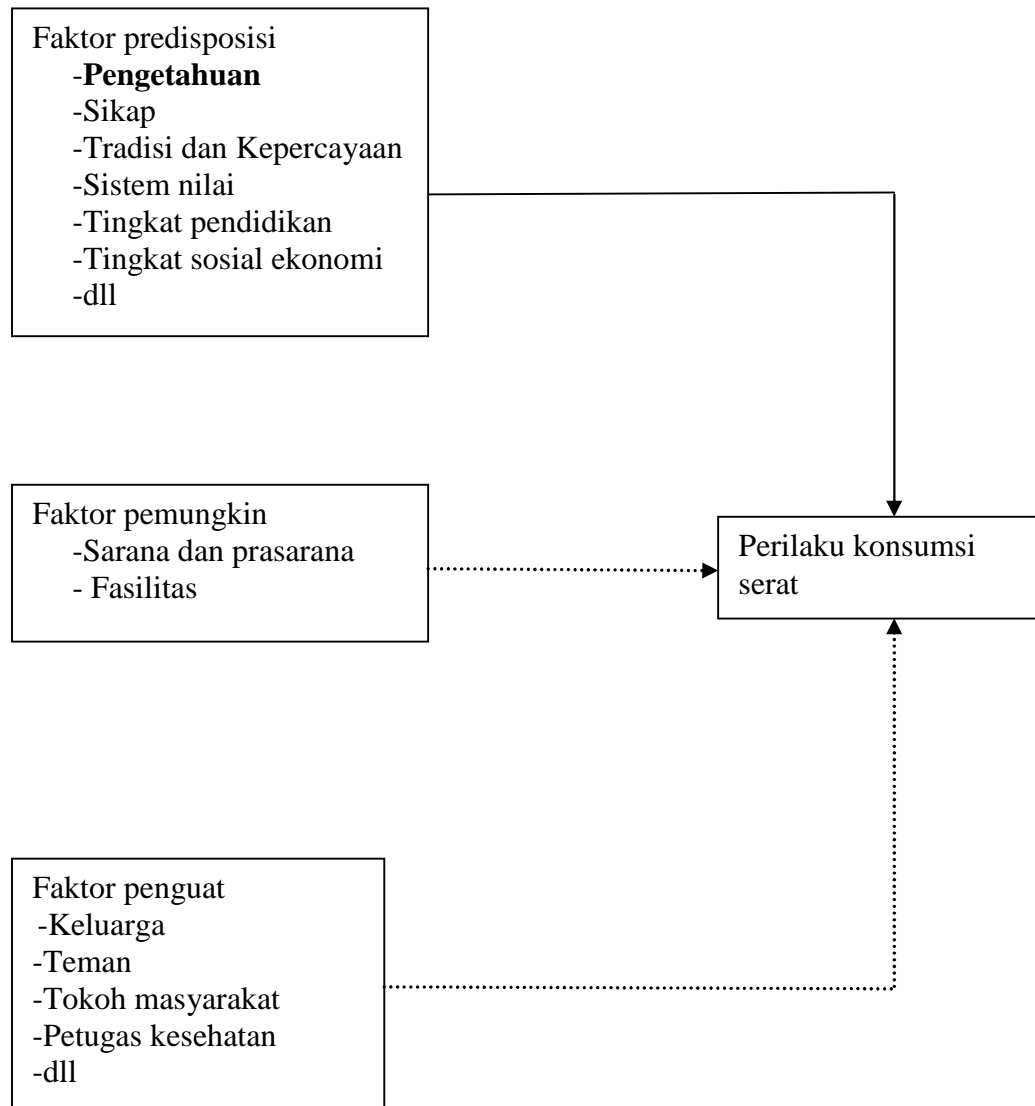 Faktor predisposisi
-Pengetahuan
-Sikap
-Tradisi dan Kepercayaan
-Sistem nilai
-Tingkat pendidikan
-Tingkat sosial ekonomi
-dll
Faktor pemungkin
-Sarana dan prasarana
- Fasilitas
Perilaku konsumsi
serat
Faktor penguat
-Keluarga
-Teman
-Tokoh masyarakat
-Petugas kesehatan
-dll